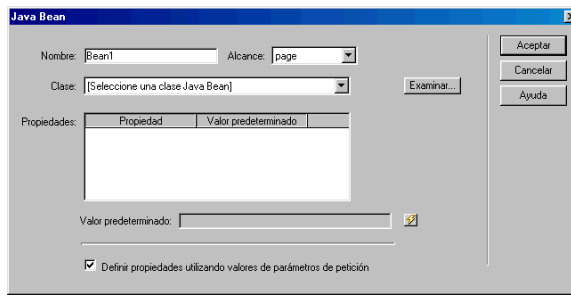 Java Bean
Nombre: Bean1 Alcance: page Aceptar
Cancelar
Clase: [Seleccione una clase Java Bean] Examinar...
Ayuda
Propiedades: Propiedad Valor predeterminado
Valor predeterminado:
Definir propiedades utilizando valores de parámetros de petición